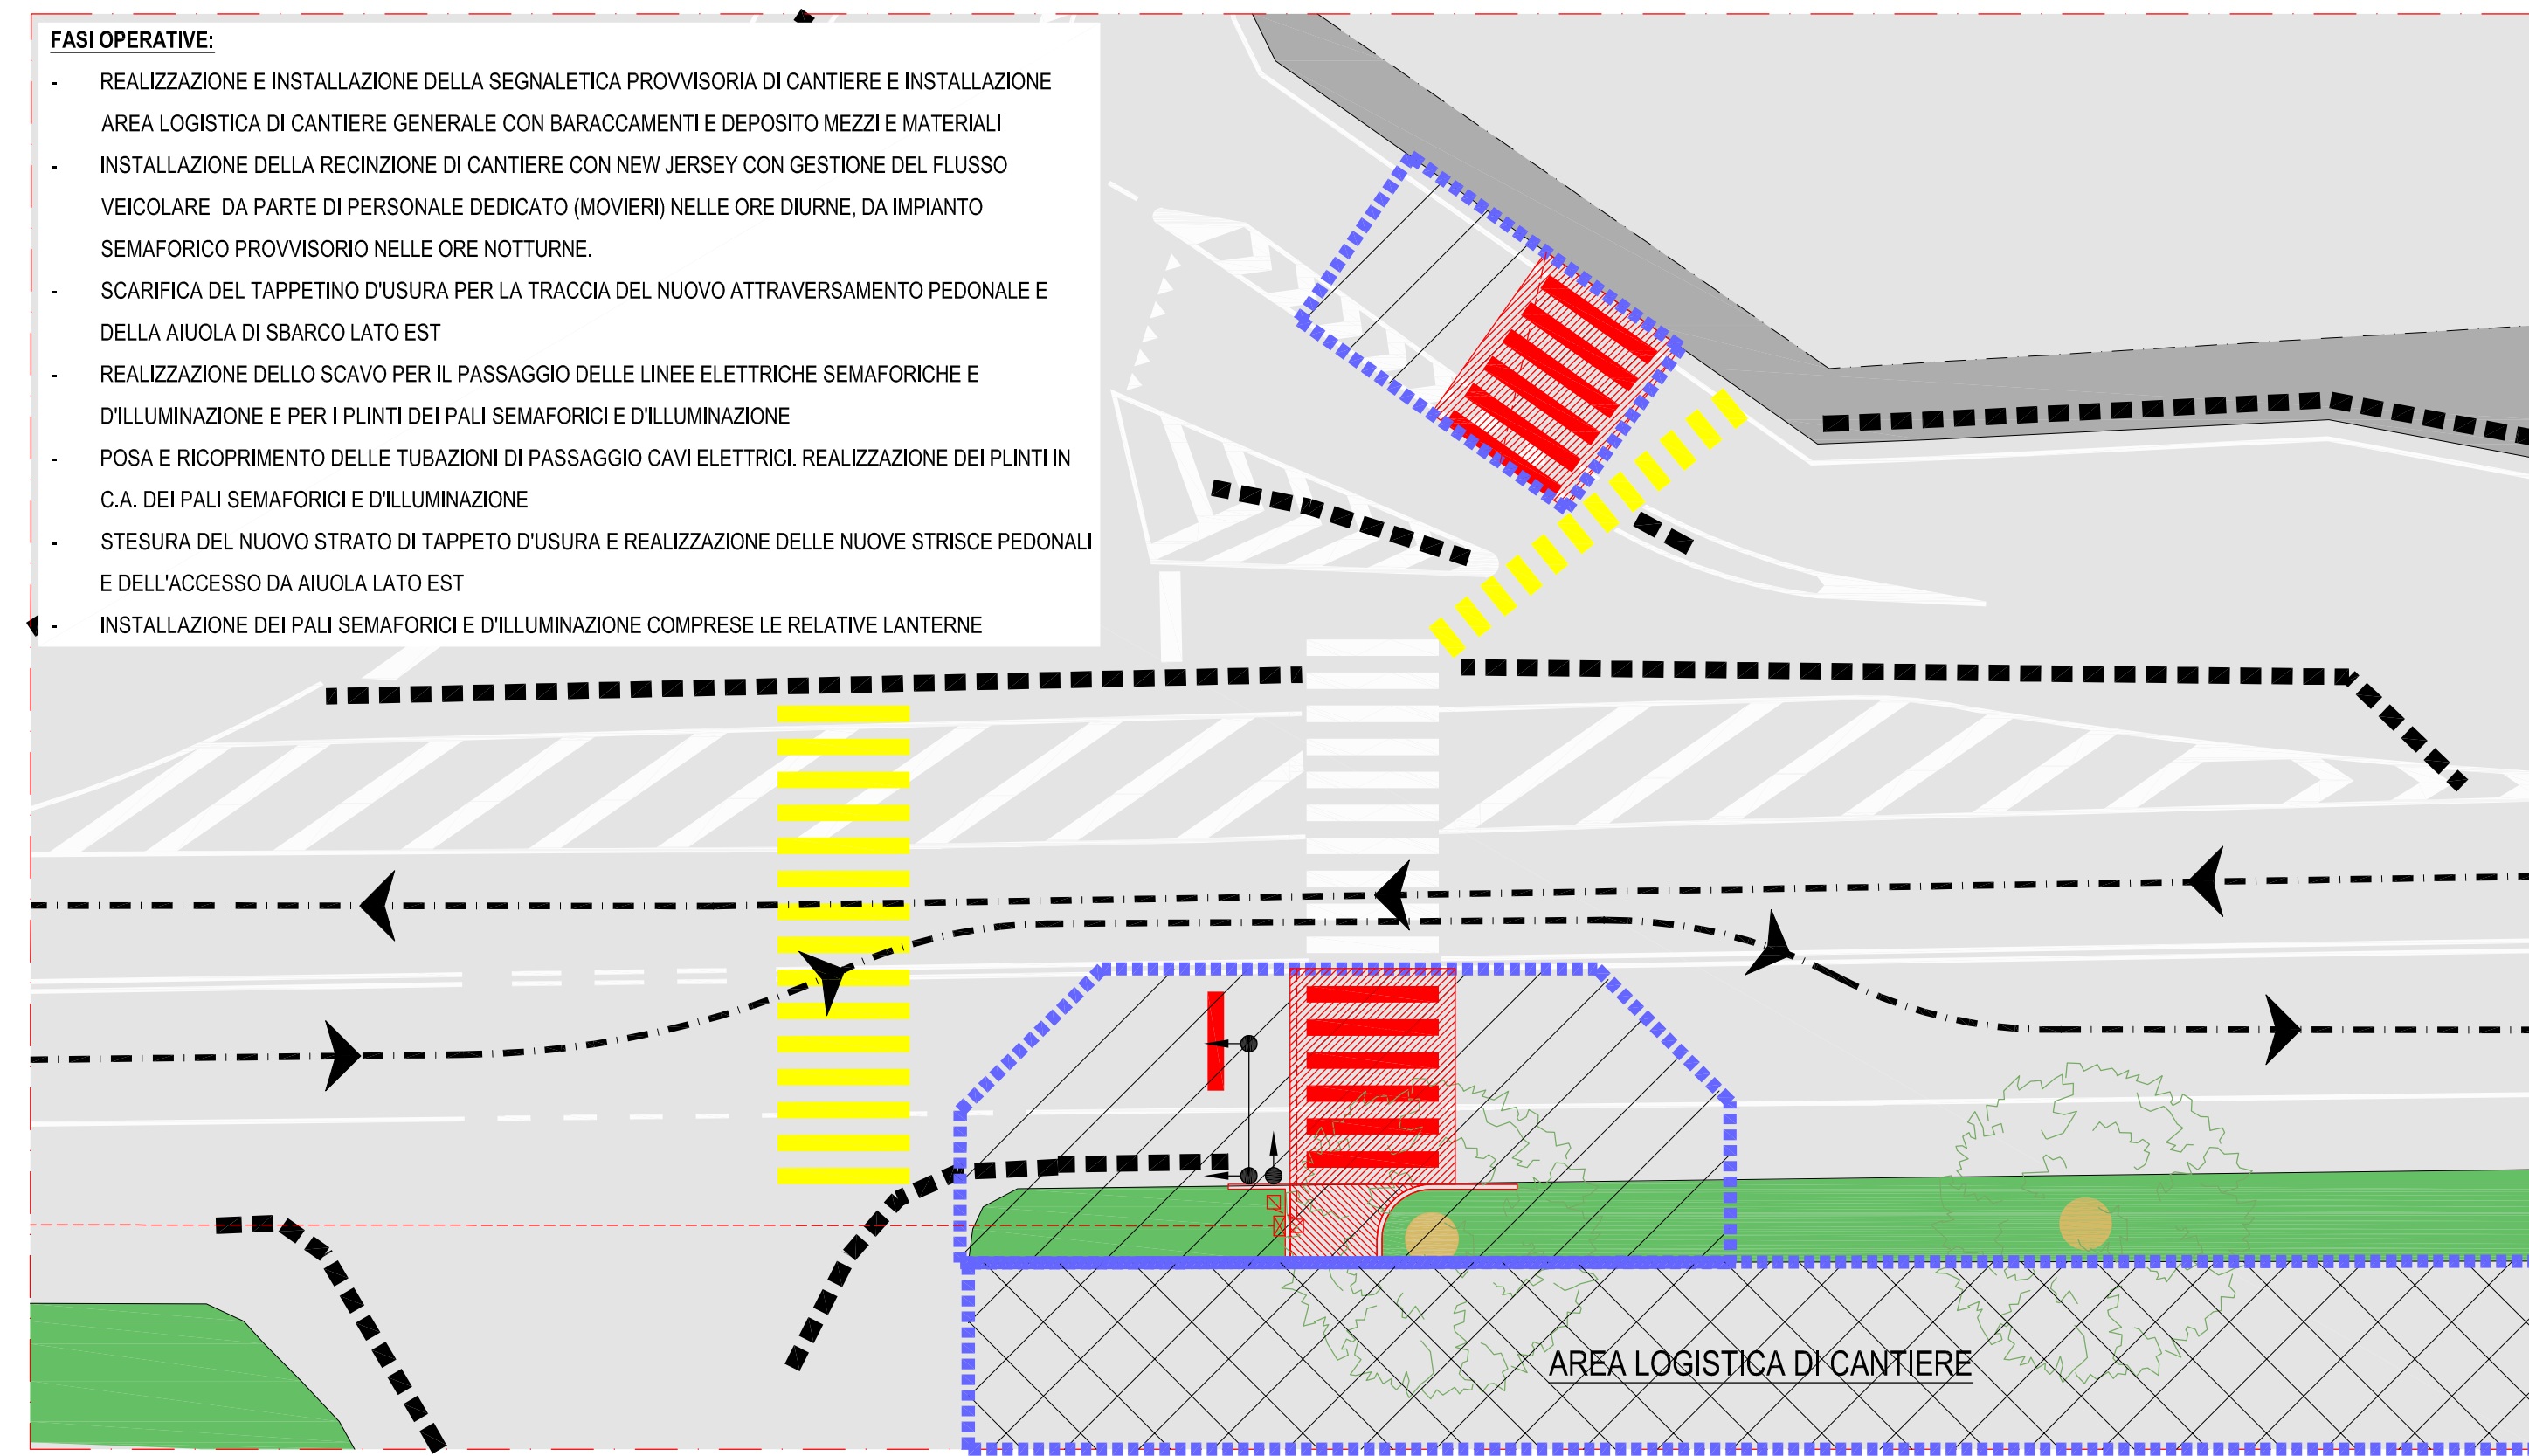 FASI OPERATIVE:
- REALIZZAZIONE E INSTALLAZIONE DELLA SEGNALETICA PROVVISORIA DI CANTIERE E INSTALLAZIONE
AREA LOGISTICA DI CANTIERE GENERALE CON BARACCAMENTI E DEPOSITO MEZZI E MATERIALI
- INSTALLAZIONE DELLA RECINZIONE DI CANTIERE CON NEW JERSEY CON GESTIONE DEL FLUSSO
VEICOLARE DA PARTE DI PERSONALE DEDICATO (MOVIERI) NELLE ORE DIURNE, DA IMPIANTO
SEMAFORICO PROVVISORIO NELLE ORE NOTTURNE.
- SCARIFICA DEL TAPPETINO D'USURA PER LA TRACCIA DEL NUOVO ATTRAVERSAMENTO PEDONALE E
DELLA AIUOLA DI SBARCO LATO EST
- REALIZZAZIONE DELLO SCAVO PER IL PASSAGGIO DELLE LINEE ELETTRICHE SEMAFORICHE E
D'ILLUMINAZIONE E PER I PLINTI DEI PALI SEMAFORICI E D'ILLUMINAZIONE
- POSA E RICOPRIMENTO DELLE TUBAZIONI DI PASSAGGIO CAVI ELETTRICI. REALIZZAZIONE DEI PLINTI IN
C.A. DEI PALI SEMAFORICI E D'ILLUMINAZIONE
- STESURA DEL NUOVO STRATO DI TAPPETO D'USURA E REALIZZAZIONE DELLE NUOVE STRISCE PEDONALI
E DELL'ACCESSO DA AIUOLA LATO EST
- INSTALLAZIONE DEI PALI SEMAFORICI E D'ILLUMINAZIONE COMPRESE LE RELATIVE LANTERNE
AREA LOGISTICA DI CANTIERE